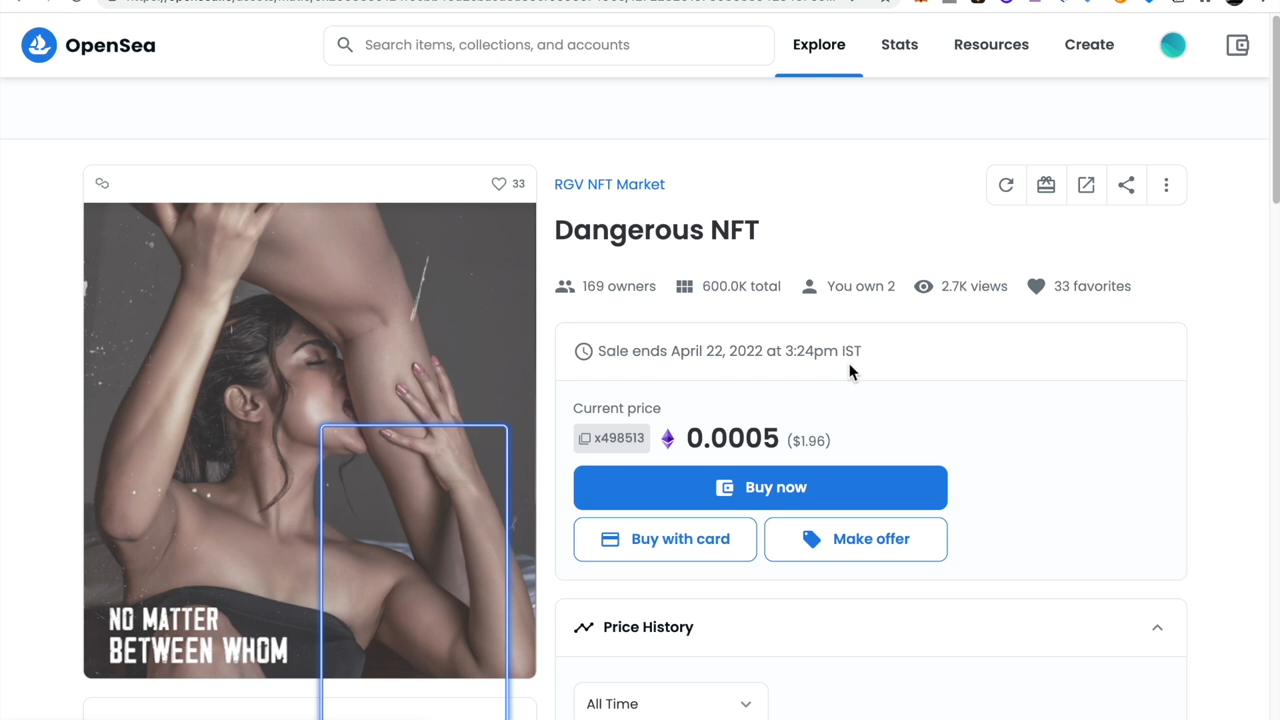 OpenSea
Search items, collections, and accounts
Explore
Stats
Resources
Create
33
RGV NFT Market
Dangerous NFT
169 owners
600.0K total
You own 2
2.7K views
33 favorites
Sale ends April 22, 2022 at 3:24pm IST
Current price
x498513
0.0005 ($1.96)
Buy now
Buy with card
Make offer
NO MATTER
BETWEEN WHOM
Price History
All Time